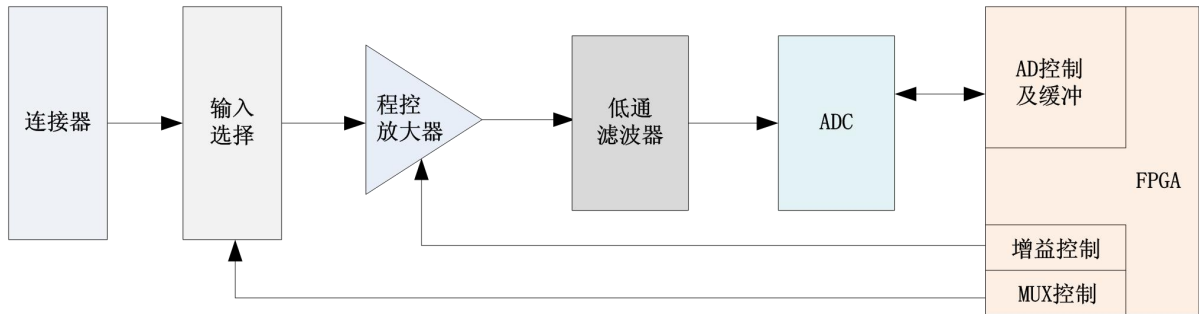 连接器
输入
选择
程控
放大器
低通
滤波器
ADC
AD控制
及缓冲
FPGA
增益控制
MUX控制